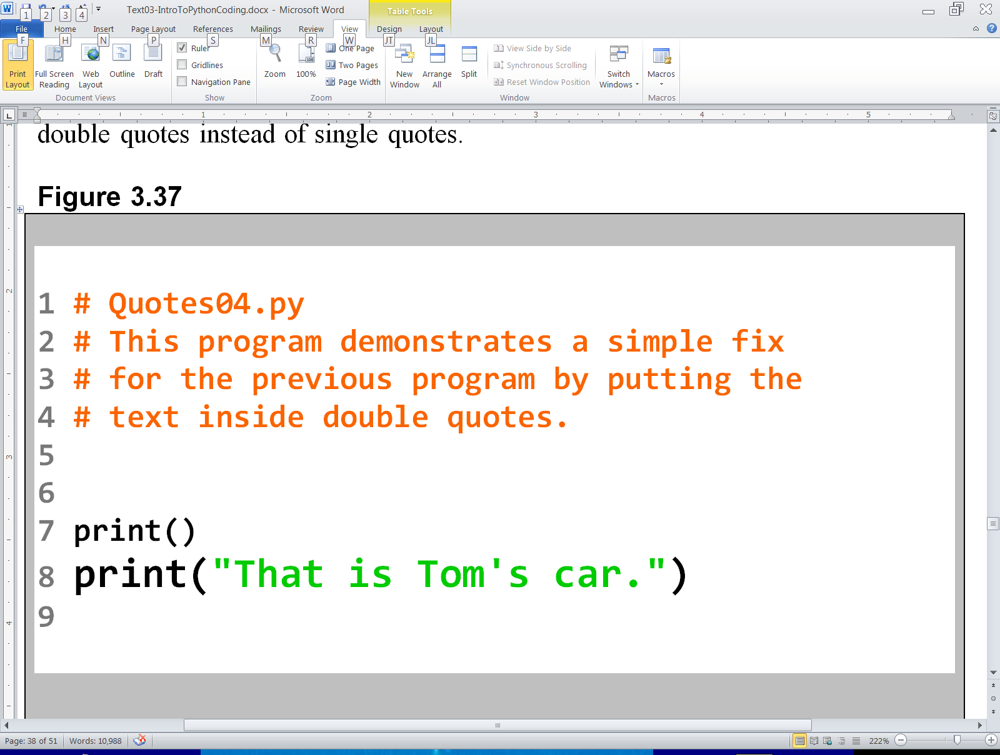 1 2 3 4
Text03-IntroToPythonCoding.docx - Microsoft Word
Table Tools
File Home Insert Page Layout References Mailings Review View Design Layout
F H N P S M R W JT JL
Print Layout
Full Screen Reading
Web Layout
Outline
Draft
Document Views
Ruler
Gridlines
Navigation Pane
Show
Zoom
100%
One Page
Two Pages
Page Width
Zoom
New Window
Arrange All
Split
View Side by Side
Synchronous Scrolling
Reset Window Position
Window
Switch Windows
Macros
Macros
1 2 3 4 5
double quotes instead of single quotes.
Figure 3.37
1 # Quotes04.py
2 # This program demonstrates a simple fix
3 # for the previous program by putting the
4 # text inside double quotes.
5
6
7 print()
8 print("That is Tom's car.")
9
2
3
4
Page: 38 of 51 Words: 10,988 222%